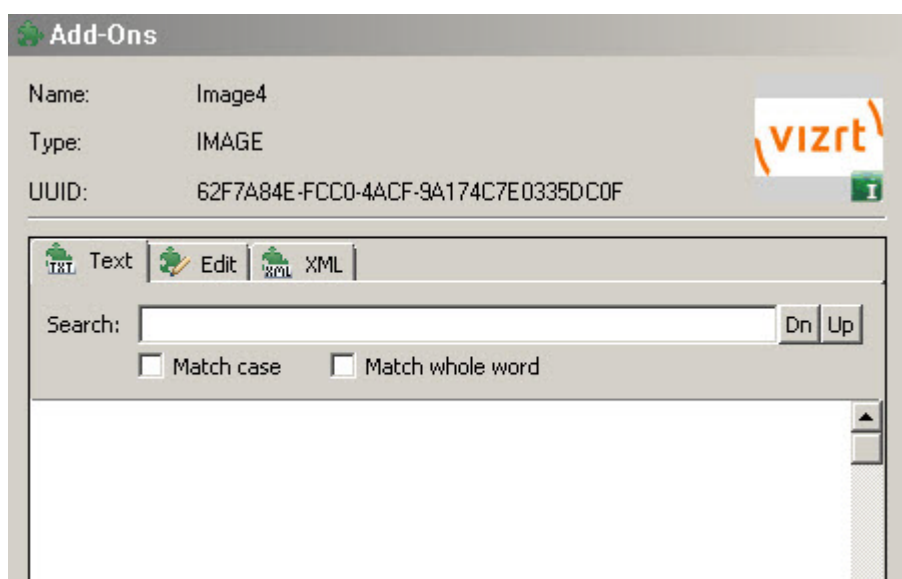 Add-Ons
Name: Image4
Type: IMAGE
UUID: 62F7A84E-FCC0-4ACF-9A174C7E0335DC0F
vizrt
I
TXT Text Edit XML XML
Search: Dn Up
Match case Match whole word